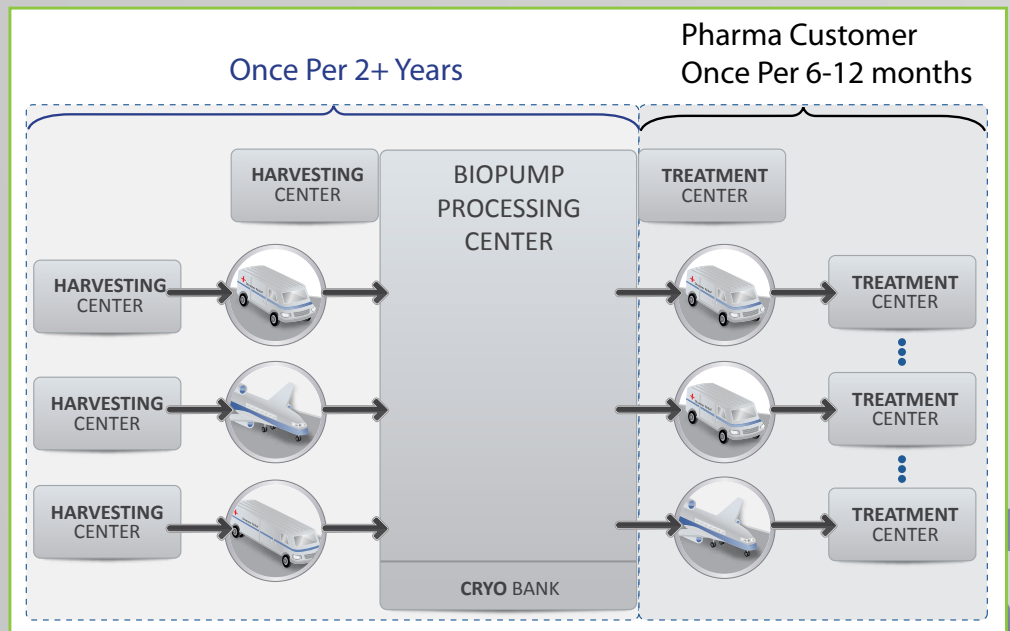 Once Per 2+ Years
Pharma Customer
Once Per 6-12 months
HARVESTING
CENTER
BIOPUMP
PROCESSING
CENTER
TREATMENT
CENTER
HARVESTING
CENTER
TREATMENT
CENTER
HARVESTING
CENTER
TREATMENT
CENTER
HARVESTING
CENTER
TREATMENT
CENTER
CRYO BANK